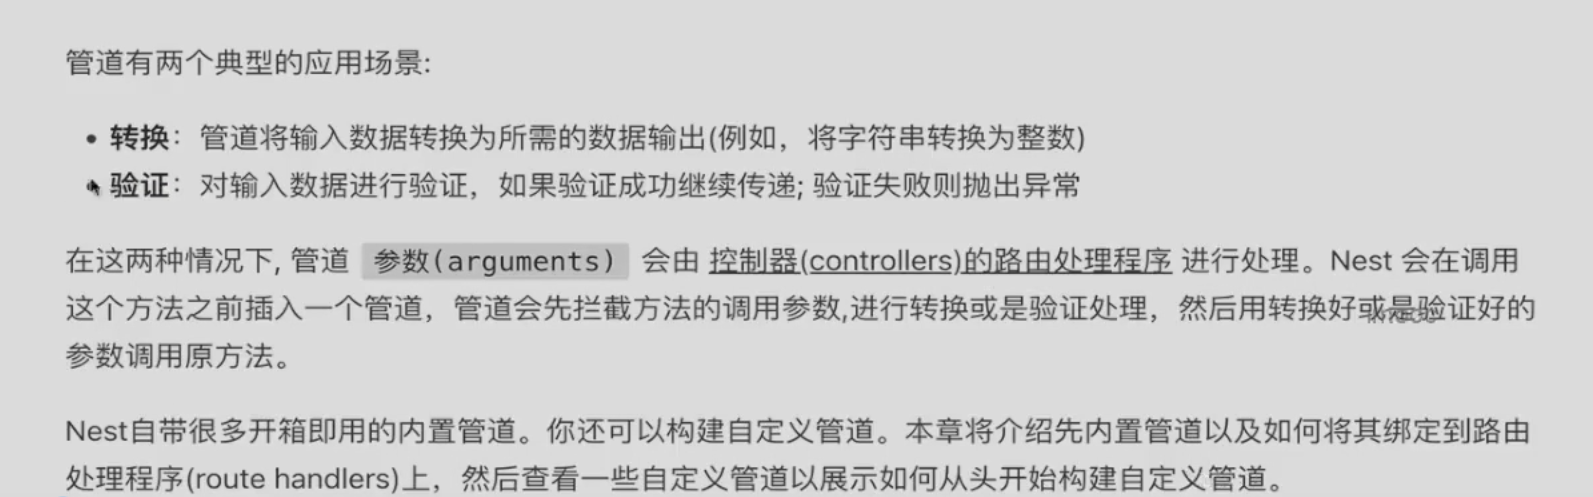 管道有两个典型的应用场景:
转换：管道将输入数据转换为所需的数据输出(例如，将字符串转换为整数)
验证：对输入数据进行验证，如果验证成功继续传递; 验证失败则抛出异常
在这两种情况下, 管道 参数(arguments) 会由 控制器(controllers)的路由处理程序 进行处理。Nest 会在调用
这个方法之前插入一个管道，管道会先拦截方法的调用参数,进行转换或是验证处理，然后用转换好或是验证好的
参数调用原方法。
Nest自带很多开箱即用的内置管道。你还可以构建自定义管道。本章将介绍先内置管道以及如何将其绑定到路由
处理程序(route handlers)上，然后查看一些自定义管道以展示如何从头开始构建自定义管道。